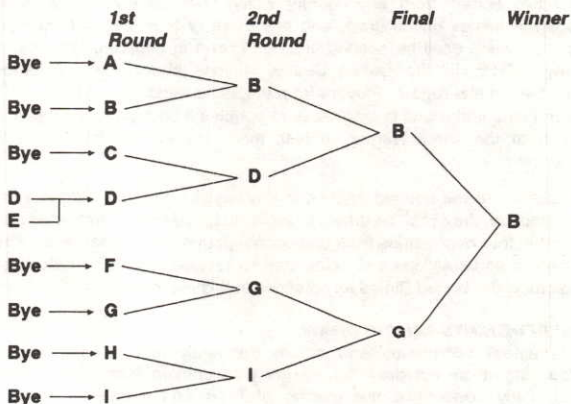 1st Round 2nd Round Final Winner
Bye A
Bye B B
Bye C B
D D D
E B
Bye F
Bye G G
Bye H G
Bye I I